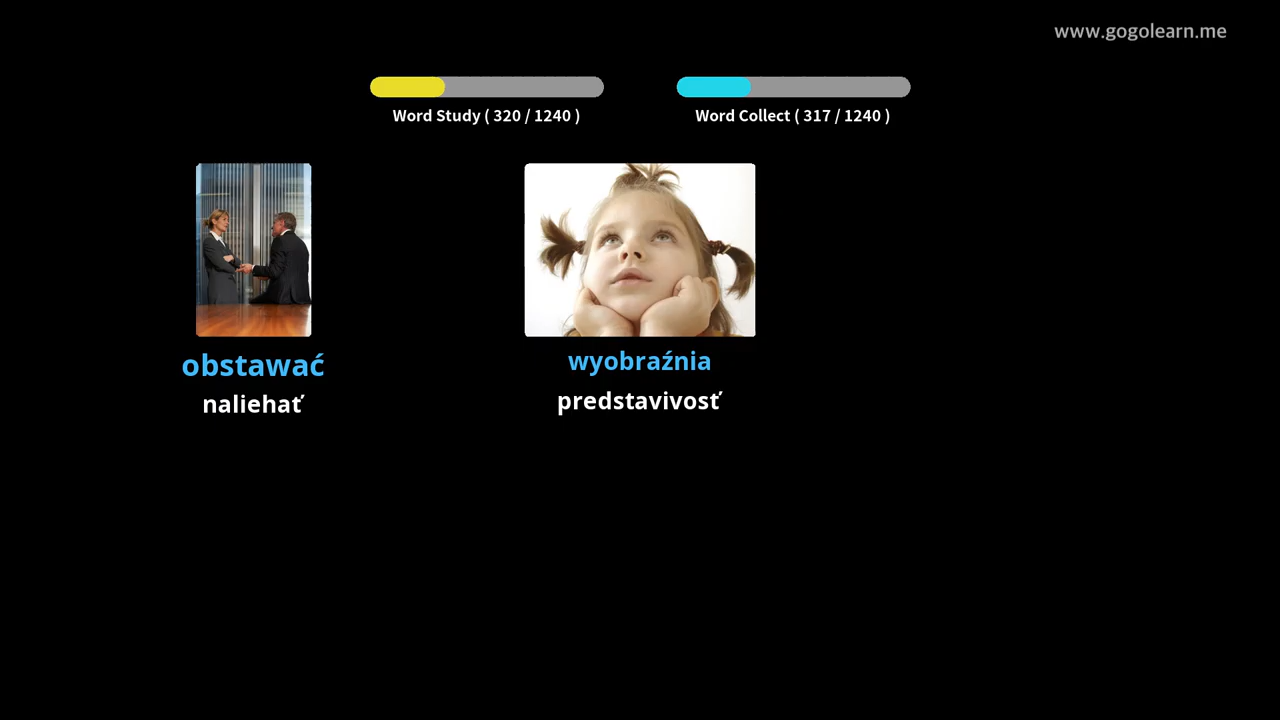 www.gogolearn.me
Word Study ( 320 / 1240 )
Word Collect ( 317 / 1240 )
obstawać
naliehať
wyobraźnia
predstavivosť